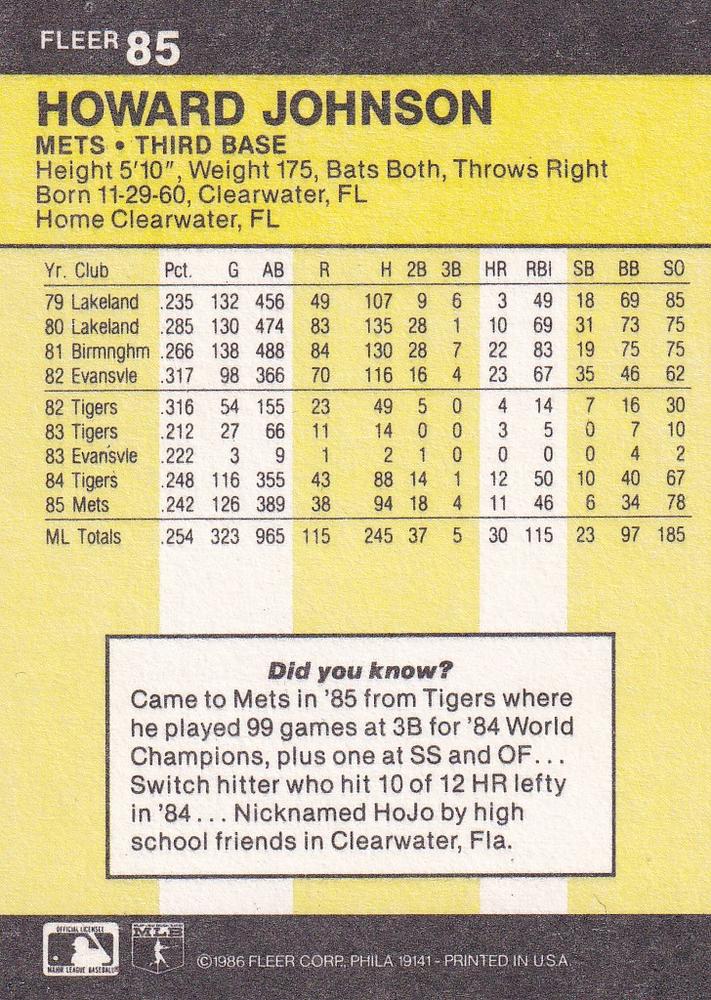 FLEER 85
HOWARD JOHNSON
METS • THIRD BASE
Height 5'10", Weight 175, Bats Both, Throws Right
Born 11-29-60, Clearwater, FL
Home Clearwater, FL
Yr. Club Pct. G AB R H 2B 3B HR RBI SB BB SO
79 Lakeland .235 132 456 49 107 9 6 3 49 18 69 85
80 Lakeland .285 130 474 83 135 28 1 10 69 31 73 75
81 Birmnghm .266 138 488 84 130 28 7 22 83 19 75 75
82 Evansvle .317 98 366 70 116 16 4 23 67 35 46 62
82 Tigers .316 54 155 23 49 5 0 4 14 7 16 30
83 Tigers .212 27 66 11 14 0 0 3 5 0 7 10
83 Evansvle .222 3 9 1 2 1 0 0 0 0 4 2
84 Tigers .248 116 355 43 88 14 1 12 50 10 40 67
85 Mets .242 126 389 38 94 18 4 11 46 6 34 78
ML Totals .254 323 965 115 245 37 5 30 115 23 97 185
Did you know?
Came to Mets in '85 from Tigers where
he played 99 games at 3B for '84 World
Champions, plus one at SS and OF...
Switch hitter who hit 10 of 12 HR lefty
in '84... Nicknamed HoJo by high
school friends in Clearwater, Fla.
OFFICIAL LICENSEE
MAJOR LEAGUE BASEBALL
MLB
©1986 FLEER CORP., PHILA. 19141 - PRINTED IN U.S.A.